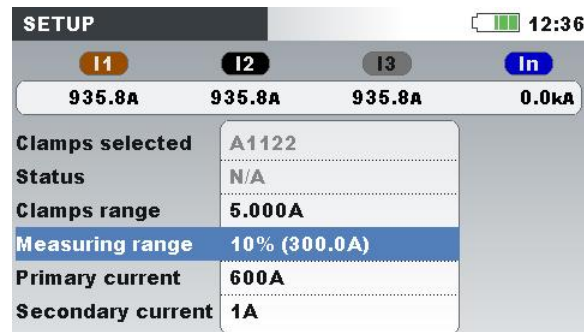 SETUP 12:36
I1 I2 I3 In
935.8A 935.8A 935.8A 0.0kA
Clamps selected A1122
Status N/A
Clamps range 5.000A
Measuring range 10% (300.0A)
Primary current 600A
Secondary current 1A